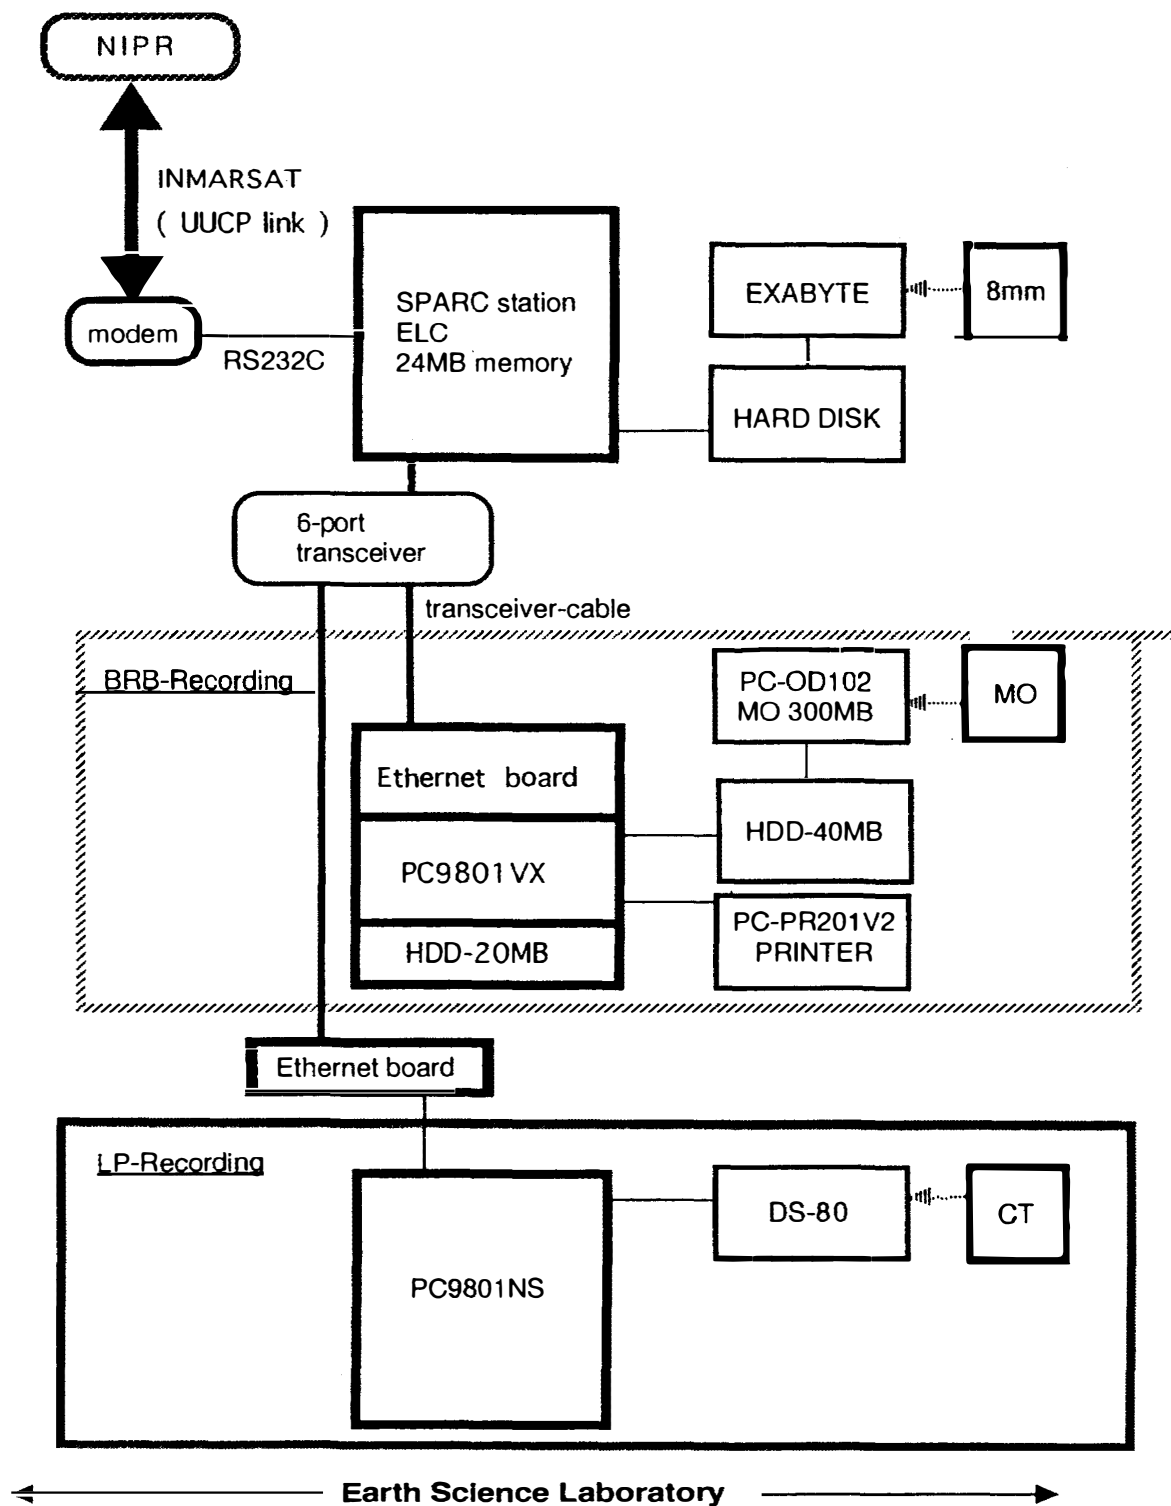 NIPR
INMARSAT
( UUCP link )
modem
RS232C
SPARC station
ELC
24MB memory
EXABYTE
8mm
HARD DISK
6-port
transceiver
transceiver-cable
BRB-Recording
PC-OD102
MO 300MB
MO
Ethernet board
PC9801VX
HDD-20MB
HDD-40MB
PC-PR201V2
PRINTER
Ethernet board
LP-Recording
PC9801NS
DS-80
CT
Earth Science Laboratory